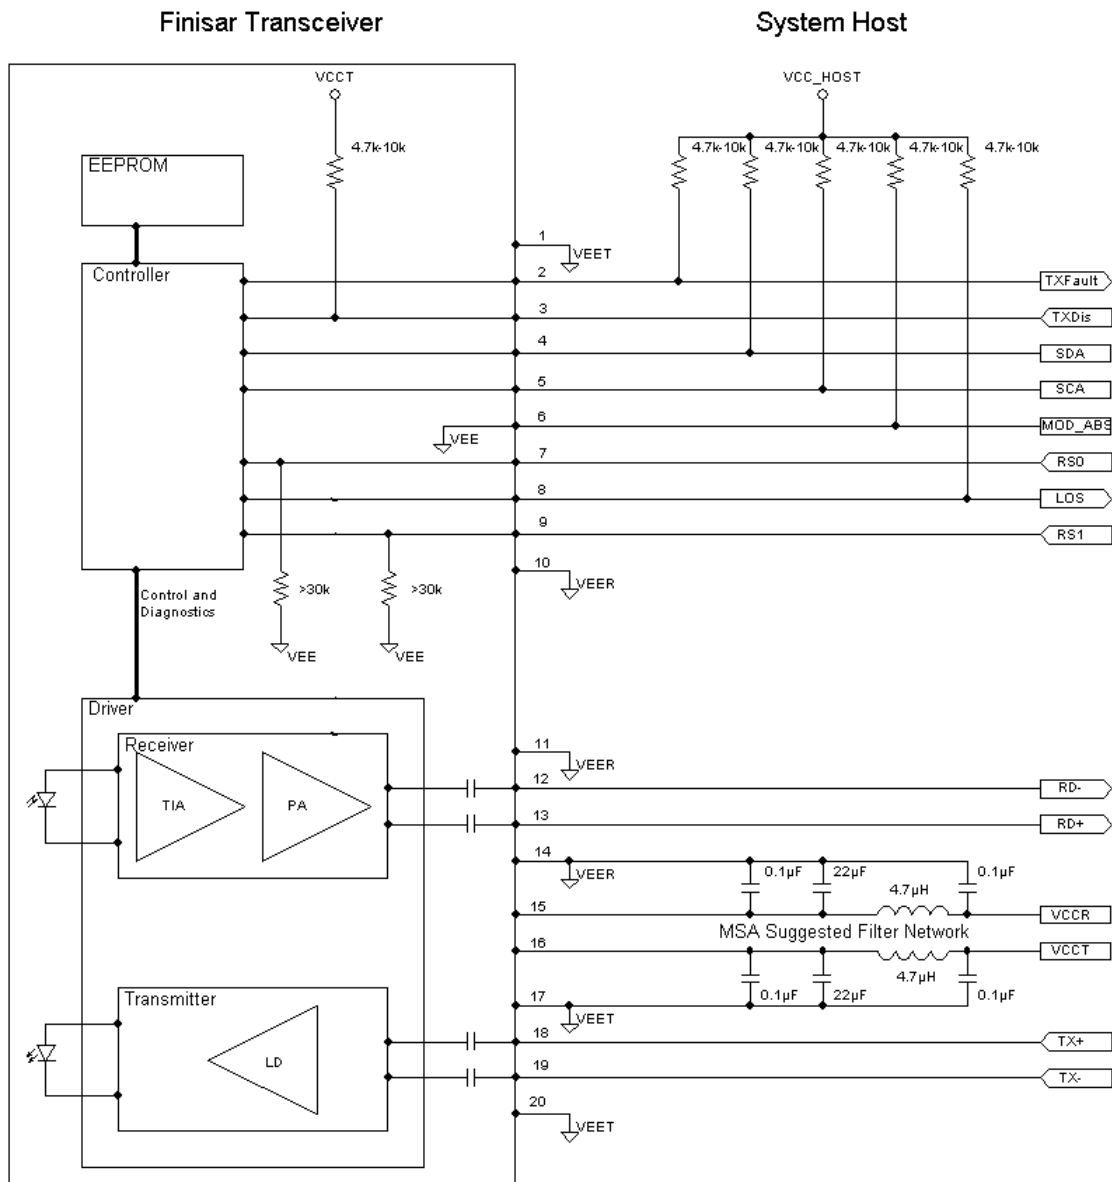 Finisar Transceiver
System Host
VCCT
VCC_HOST
4.7k-10k
4.7k-10k
4.7k-10k
4.7k-10k
4.7k-10k
4.7k-10k
EEPROM
1
VEET
Controller
2
TXFault
3
TXDis
4
SDA
5
SCA
6
VEE
MOD_ABS
7
RS0
8
LOS
9
RS1
10
VEER
>30k
>30k
Control and
Diagnostics
VEE
VEE
Driver
Receiver
11
VEER
12
RD-
TIA
PA
13
RD+
14
VEER
0.1µF
22µF
4.7µH
0.1µF
15
VCCR
MSA Suggested Filter Network
16
VCCT
4.7µH
Transmitter
17
VEET
0.1µF
22µF
0.1µF
18
TX+
LD
19
TX-
20
VEET